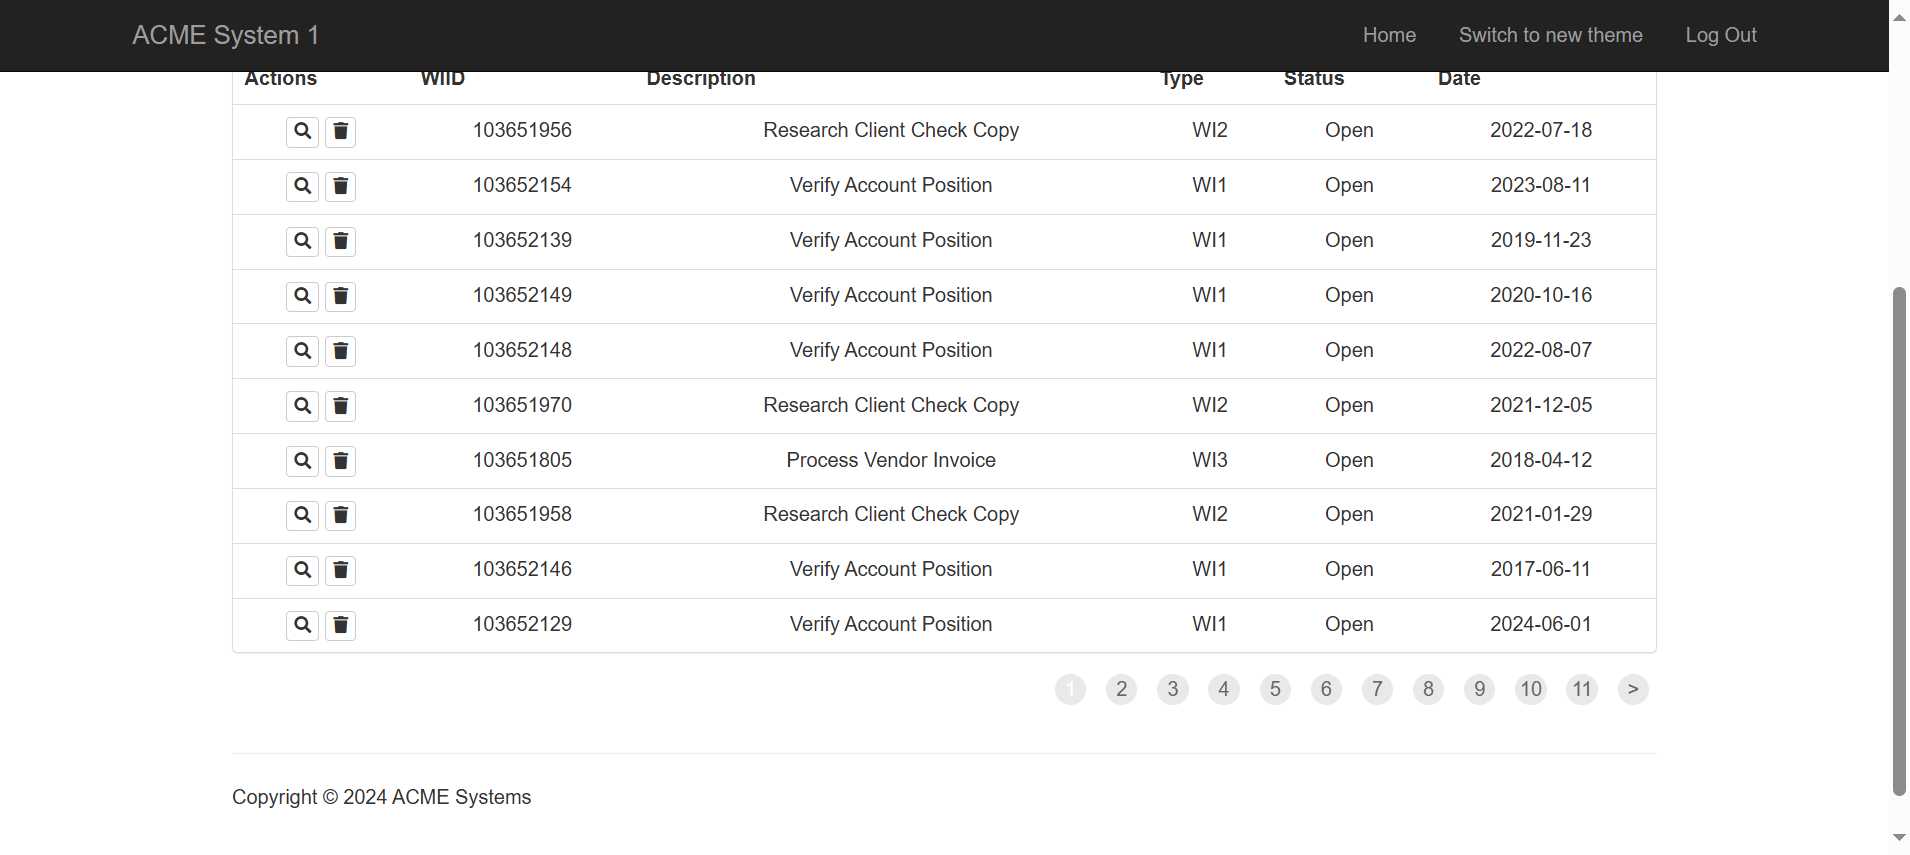 ACME System 1 Home Switch to new theme Log Out
Actions WIID Description Type Status Date
103651956 Research Client Check Copy WI2 Open 2022-07-18
103652154 Verify Account Position WI1 Open 2023-08-11
103652139 Verify Account Position WI1 Open 2019-11-23
103652149 Verify Account Position WI1 Open 2020-10-16
103652148 Verify Account Position WI1 Open 2022-08-07
103651970 Research Client Check Copy WI2 Open 2021-12-05
103651805 Process Vendor Invoice WI3 Open 2018-04-12
103651958 Research Client Check Copy WI2 Open 2021-01-29
103652146 Verify Account Position WI1 Open 2017-06-11
103652129 Verify Account Position WI1 Open 2024-06-01
1 2 3 4 5 6 7 8 9 10 11 >
Copyright © 2024 ACME Systems